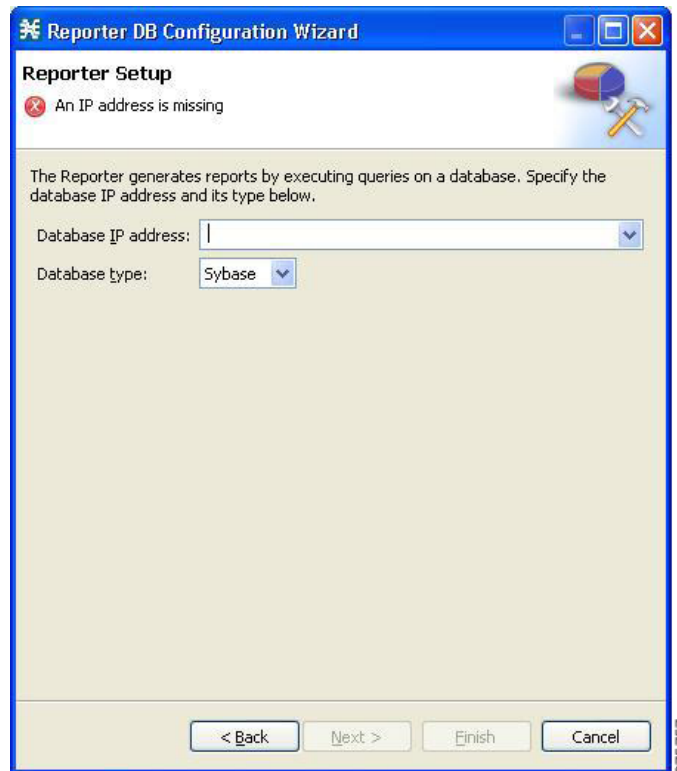 Reporter DB Configuration Wizard
Reporter Setup
An IP address is missing
The Reporter generates reports by executing queries on a database. Specify the
database IP address and its type below.
Database IP address:
Database type: Sybase
< Back Next > Finish Cancel